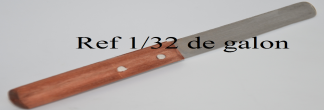 Ref 1/32 de galon